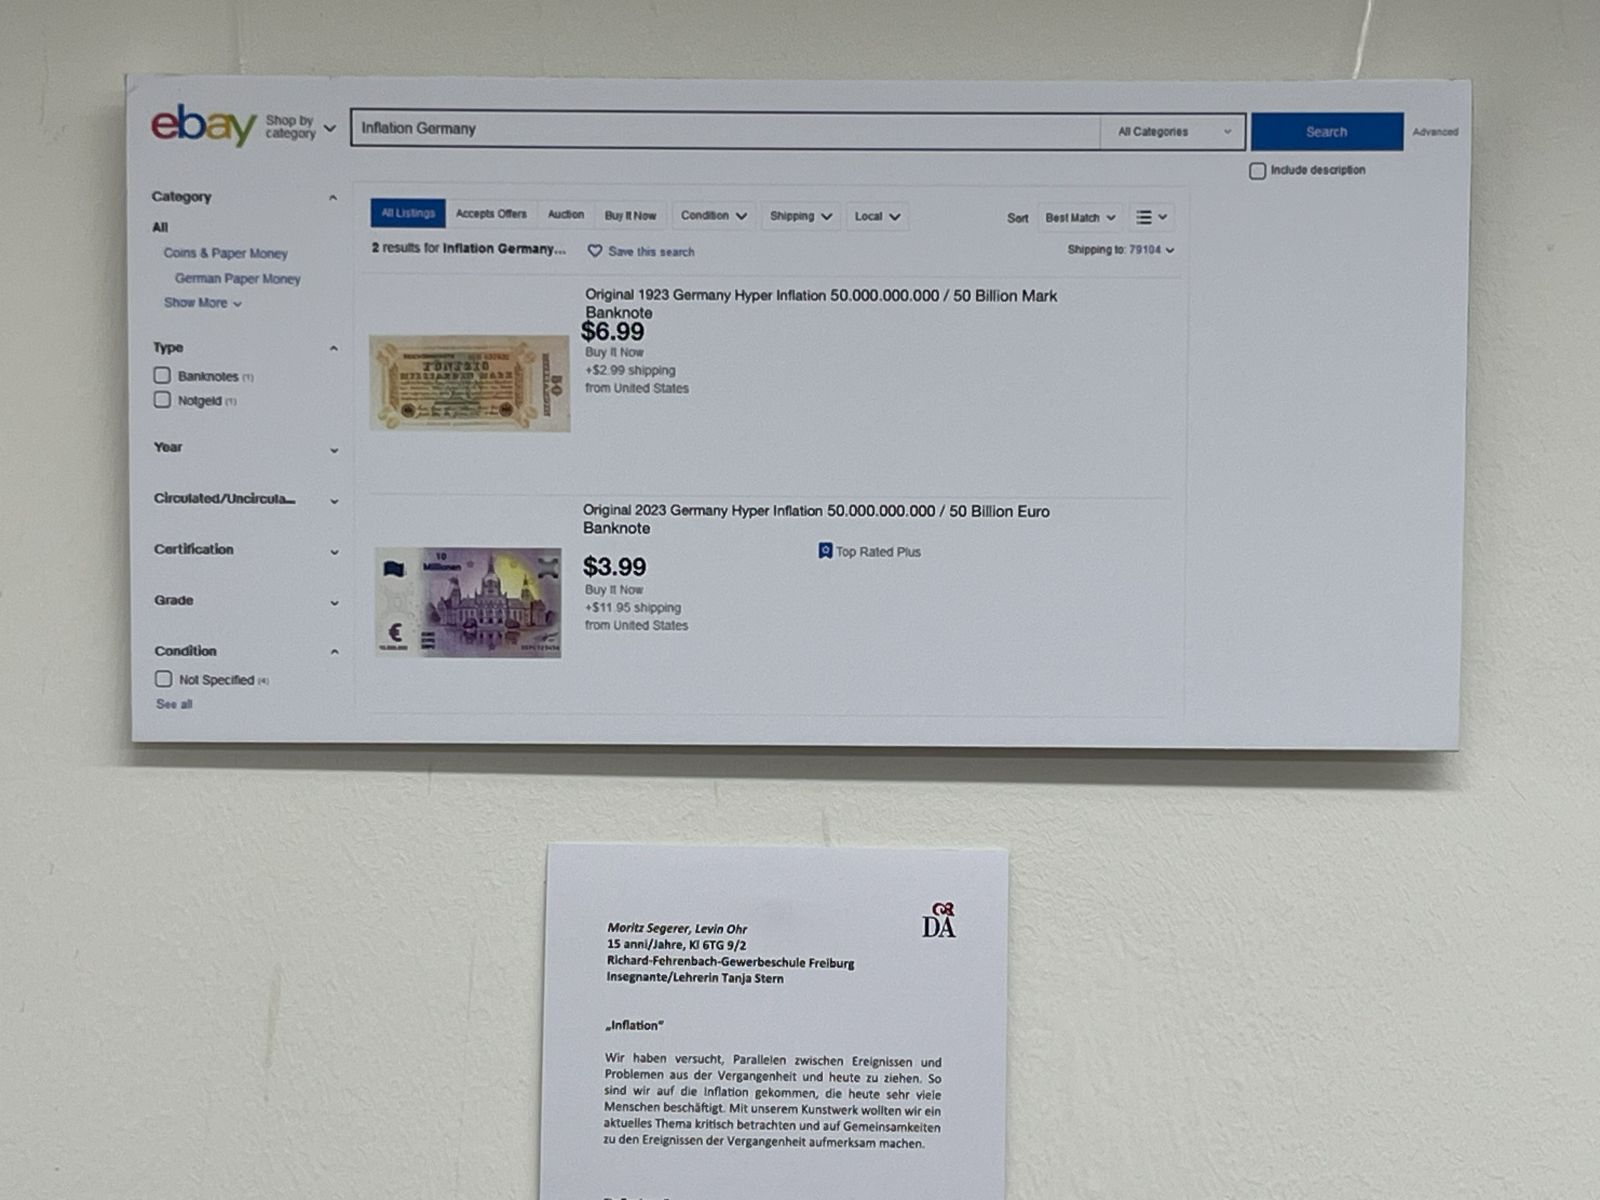 ebay
Shop by
category
Inflation Germany
All Categories
Search
Advanced
Include description
Category
All
Coins & Paper Money
German Paper Money
Show More
Type
Banknotes (1)
Notgeld (1)
Year
Circulated/Uncircula...
Certification
Grade
Condition
Not Specified (4)
See all
All Listings
Accepts Offers
Auction
Buy It Now
Condition
Shipping
Local
Sort
Best Match
2 results for Inflation Germany...
Save this search
Shipping to: 79104
Original 1923 Germany Hyper Inflation 50.000.000.000 / 50 Billion Mark
Banknote
$6.99
Buy It Now
+$2.99 shipping
from United States
50
Original 2023 Germany Hyper Inflation 50.000.000.000 / 50 Billion Euro
Banknote
$3.99
Top Rated Plus
Buy It Now
+$11.95 shipping
from United States
10
Millionen
€
Moritz Segerer, Levin Ohr
15 anni/Jahre, Kl 6TG 9/2
Richard-Fehrenbach-Gewerbeschule Freiburg
Insegnante/Lehrerin Tanja Stern
DA
„Inflation“
Wir haben versucht, Parallelen zwischen Ereignissen und
Problemen aus der Vergangenheit und heute zu ziehen. So
sind wir auf die Inflation gekommen, die heute sehr viele
Menschen beschäftigt. Mit unserem Kunstwerk wollten wir ein
aktuelles Thema kritisch betrachten und auf Gemeinsamkeiten
zu den Ereignissen der Vergangenheit aufmerksam machen.